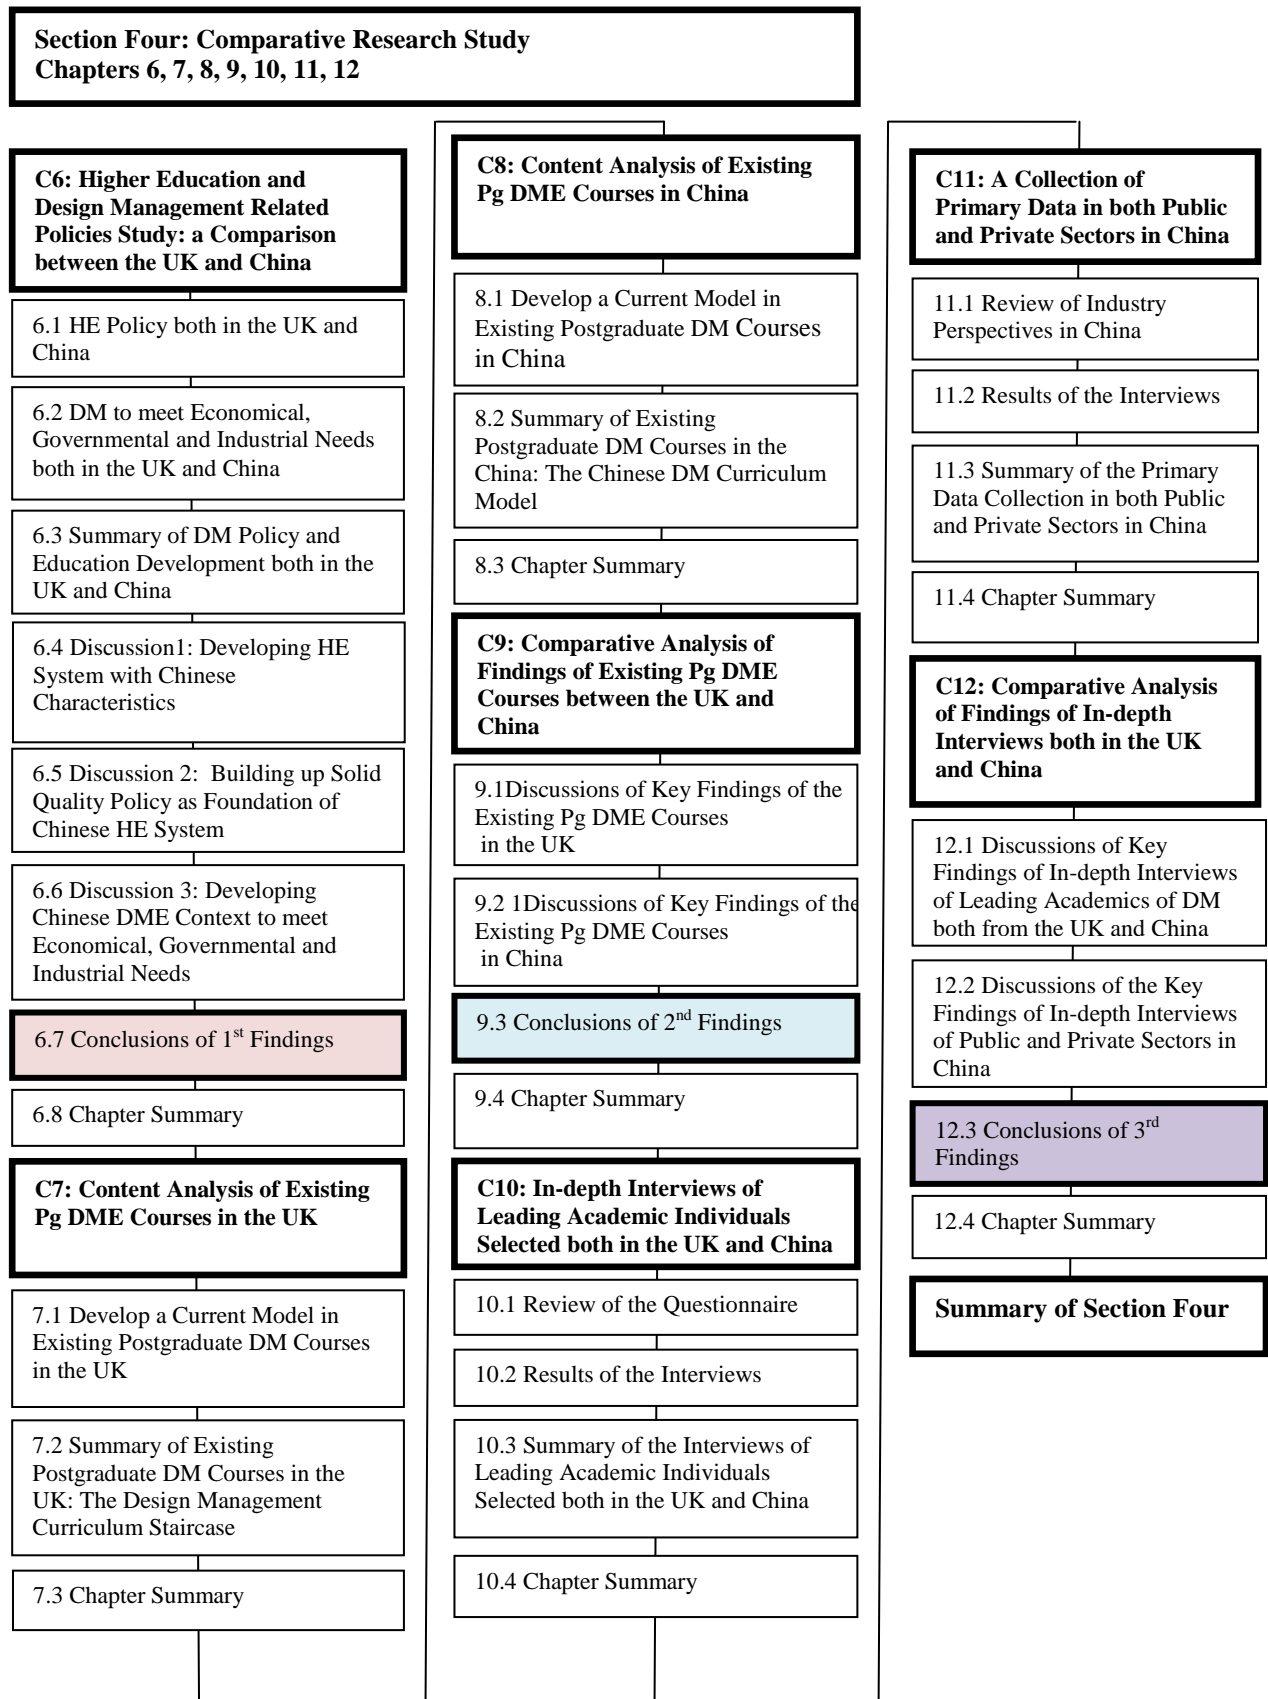 Section Four: Comparative Research Study
Chapters 6, 7, 8, 9, 10, 11, 12
C6: Higher Education and
Design Management Related
Policies Study: a Comparison
between the UK and China
6.1 HE Policy both in the UK and
China
6.2 DM to meet Economical,
Governmental and Industrial Needs
both in the UK and China
6.3 Summary of DM Policy and
Education Development both in the
UK and China
6.4 Discussion1: Developing HE
System with Chinese
Characteristics
6.5 Discussion 2:  Building up Solid
Quality Policy as Foundation of
Chinese HE System
6.6 Discussion 3: Developing
Chinese DME Context to meet
Economical, Governmental and
Industrial Needs
6.7 Conclusions of 1st Findings
6.8 Chapter Summary
C7: Content Analysis of Existing
Pg DME Courses in the UK
7.1 Develop a Current Model in
Existing Postgraduate DM Courses
in the UK
7.2 Summary of Existing
Postgraduate DM Courses in the
UK: The Design Management
Curriculum Staircase
7.3 Chapter Summary
C8: Content Analysis of Existing
Pg DME Courses in China
8.1 Develop a Current Model in
Existing Postgraduate DM Courses
in China
8.2 Summary of Existing
Postgraduate DM Courses in the
China: The Chinese DM Curriculum
Model
8.3 Chapter Summary
C9: Comparative Analysis of
Findings of Existing Pg DME
Courses between the UK and
China
9.1Discussions of Key Findings of the
Existing Pg DME Courses
in the UK
9.2 1Discussions of Key Findings of the
Existing Pg DME Courses
in China
9.3 Conclusions of 2nd Findings
9.4 Chapter Summary
C10: In-depth Interviews of
Leading Academic Individuals
Selected both in the UK and China
10.1 Review of the Questionnaire
10.2 Results of the Interviews
10.3 Summary of the Interviews of
Leading Academic Individuals
Selected both in the UK and China
10.4 Chapter Summary
C11: A Collection of
Primary Data in both Public
and Private Sectors in China
11.1 Review of Industry
Perspectives in China
11.2 Results of the Interviews
11.3 Summary of the Primary
Data Collection in both Public
and Private Sectors in China
11.4 Chapter Summary
C12: Comparative Analysis
of Findings of In-depth
Interviews both in the UK
and China
12.1 Discussions of Key
Findings of In-depth Interviews
of Leading Academics of DM
both from the UK and China
12.2 Discussions of the Key
Findings of In-depth Interviews
of Public and Private Sectors in
China
12.3 Conclusions of 3rd
Findings
12.4 Chapter Summary
Summary of Section Four